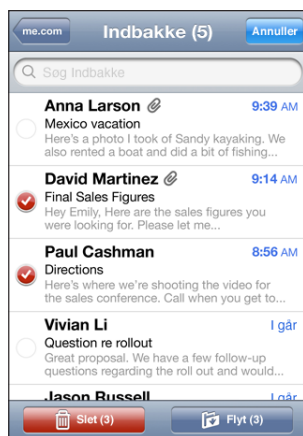 me.com
Indbakke (5)
Annuller
Søg Indbakke
Anna Larson
9:39 AM
Mexico vacation
Here's a photo I took of Sandy kayaking. We
also rented a boat and did a bit of fishing...
David Martinez
9:14 AM
Final Sales Figures
Hey Emily, Here are the sales figures you
were looking for. Please let me...
Paul Cashman
8:56 AM
Directions
Here's where we're shooting the video for
the sales conference. Call when you get to...
Vivian Li
I går
Question re rollout
Great proposal. We have a few follow-up
questions regarding the roll out and would...
Jason Russell
I går
Slet (3)
Flyt (3)